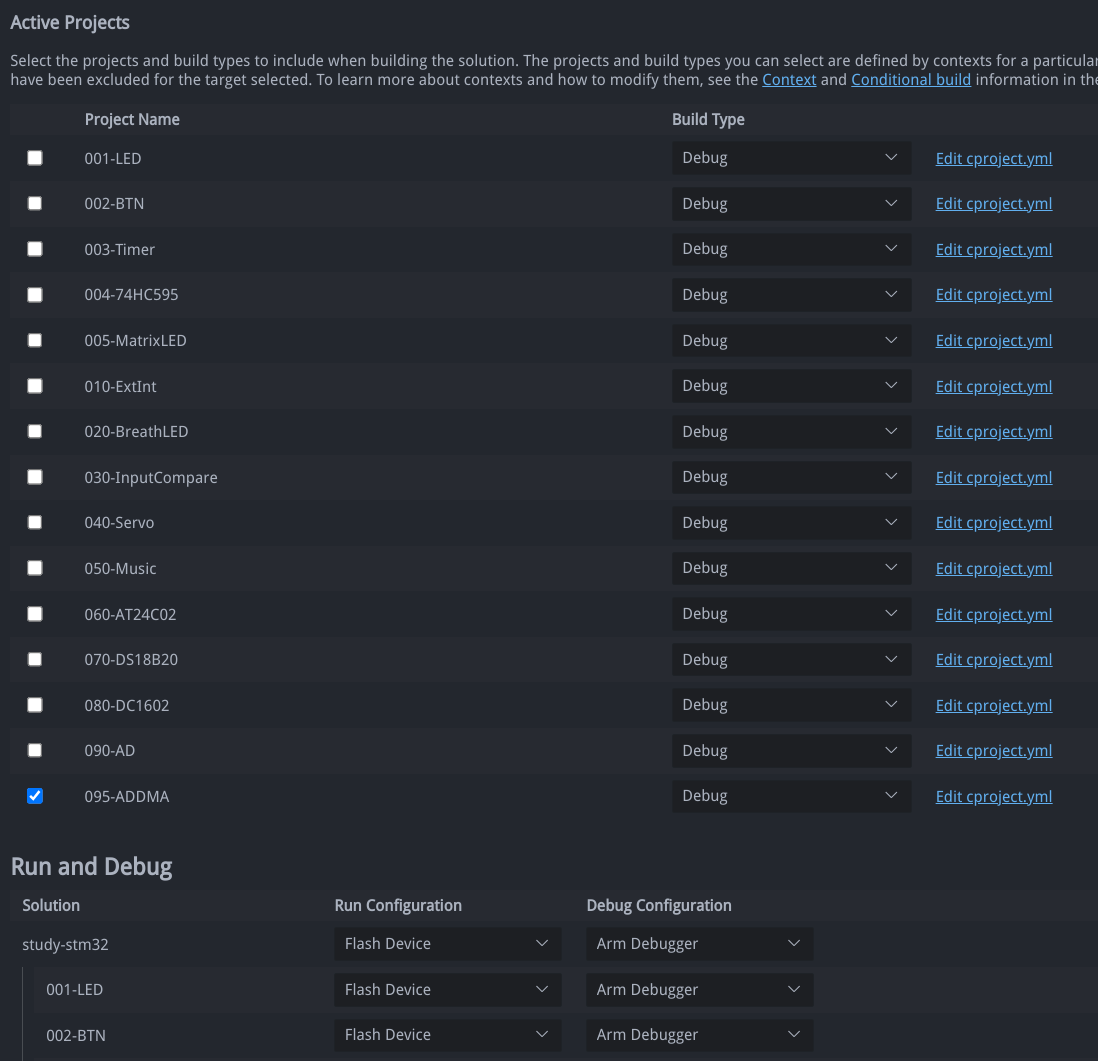 Active Projects
Select the projects and build types to include when building the solution. The projects and build types you can select are defined by contexts for a particular
have been excluded for the target selected. To learn more about contexts and how to modify them, see the Context and Conditional build information in the
Project Name Build Type
001-LED Debug Edit cproject.yml
002-BTN Debug Edit cproject.yml
003-Timer Debug Edit cproject.yml
004-74HC595 Debug Edit cproject.yml
005-MatrixLED Debug Edit cproject.yml
010-ExtInt Debug Edit cproject.yml
020-BreathLED Debug Edit cproject.yml
030-InputCompare Debug Edit cproject.yml
040-Servo Debug Edit cproject.yml
050-Music Debug Edit cproject.yml
060-AT24C02 Debug Edit cproject.yml
070-DS18B20 Debug Edit cproject.yml
080-DC1602 Debug Edit cproject.yml
090-AD Debug Edit cproject.yml
095-ADDMA Debug Edit cproject.yml
Run and Debug
Solution Run Configuration Debug Configuration
study-stm32 Flash Device Arm Debugger
001-LED Flash Device Arm Debugger
002-BTN Flash Device Arm Debugger